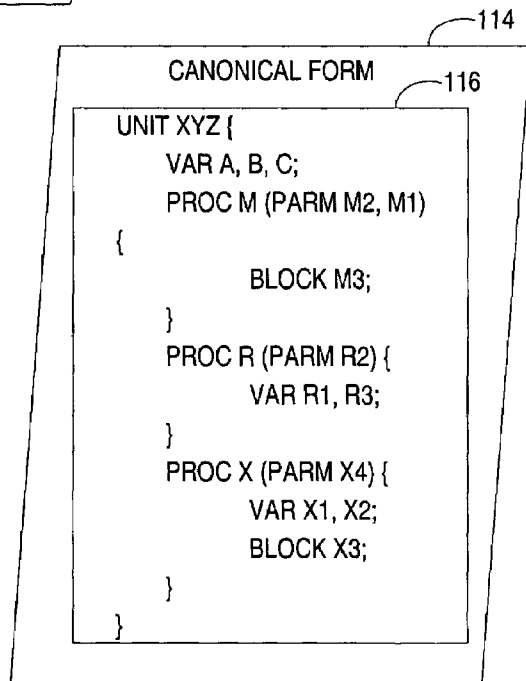 114
CANONICAL FORM
116
UNIT XYZ {
VAR A, B, C;
PROC M (PARM M2, M1)
{
BLOCK M3;
}
PROC R (PARM R2) {
VAR R1, R3;
}
PROC X (PARM X4) {
VAR X1, X2;
BLOCK X3;
}
}